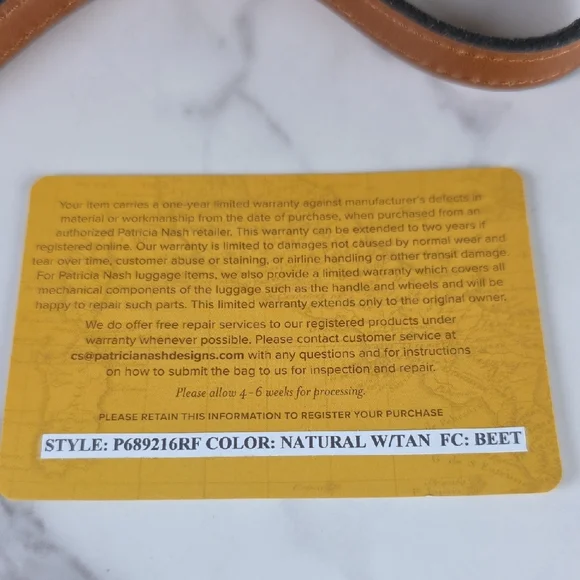 Your item carries a one-year limited warranty against manufacturer's defects in
material or workmanship from the date of purchase, when purchased from an
authorized Patricia Nash retailer. This warranty can be extended to two years if
registered online. Our warranty is limited to damages not caused by normal wear and
tear over time, customer abuse or staining, or airline handling or other transit damage.
For Patricia Nash luggage items, we also provide a limited warranty which covers all
mechanical components of the luggage such as the handle and wheels and will be
happy to repair such parts. This limited warranty extends only to the original owner.
We do offer free repair services to our registered products under
warranty whenever possible. Please contact customer service at
cs@patricianashdesigns.com with any questions and for instructions
on how to submit the bag to us for inspection and repair.
Please allow 4–6 weeks for processing.
PLEASE RETAIN THIS INFORMATION TO REGISTER YOUR PURCHASE
STYLE: P689216RF COLOR: NATURAL W/TAN FC: BEET